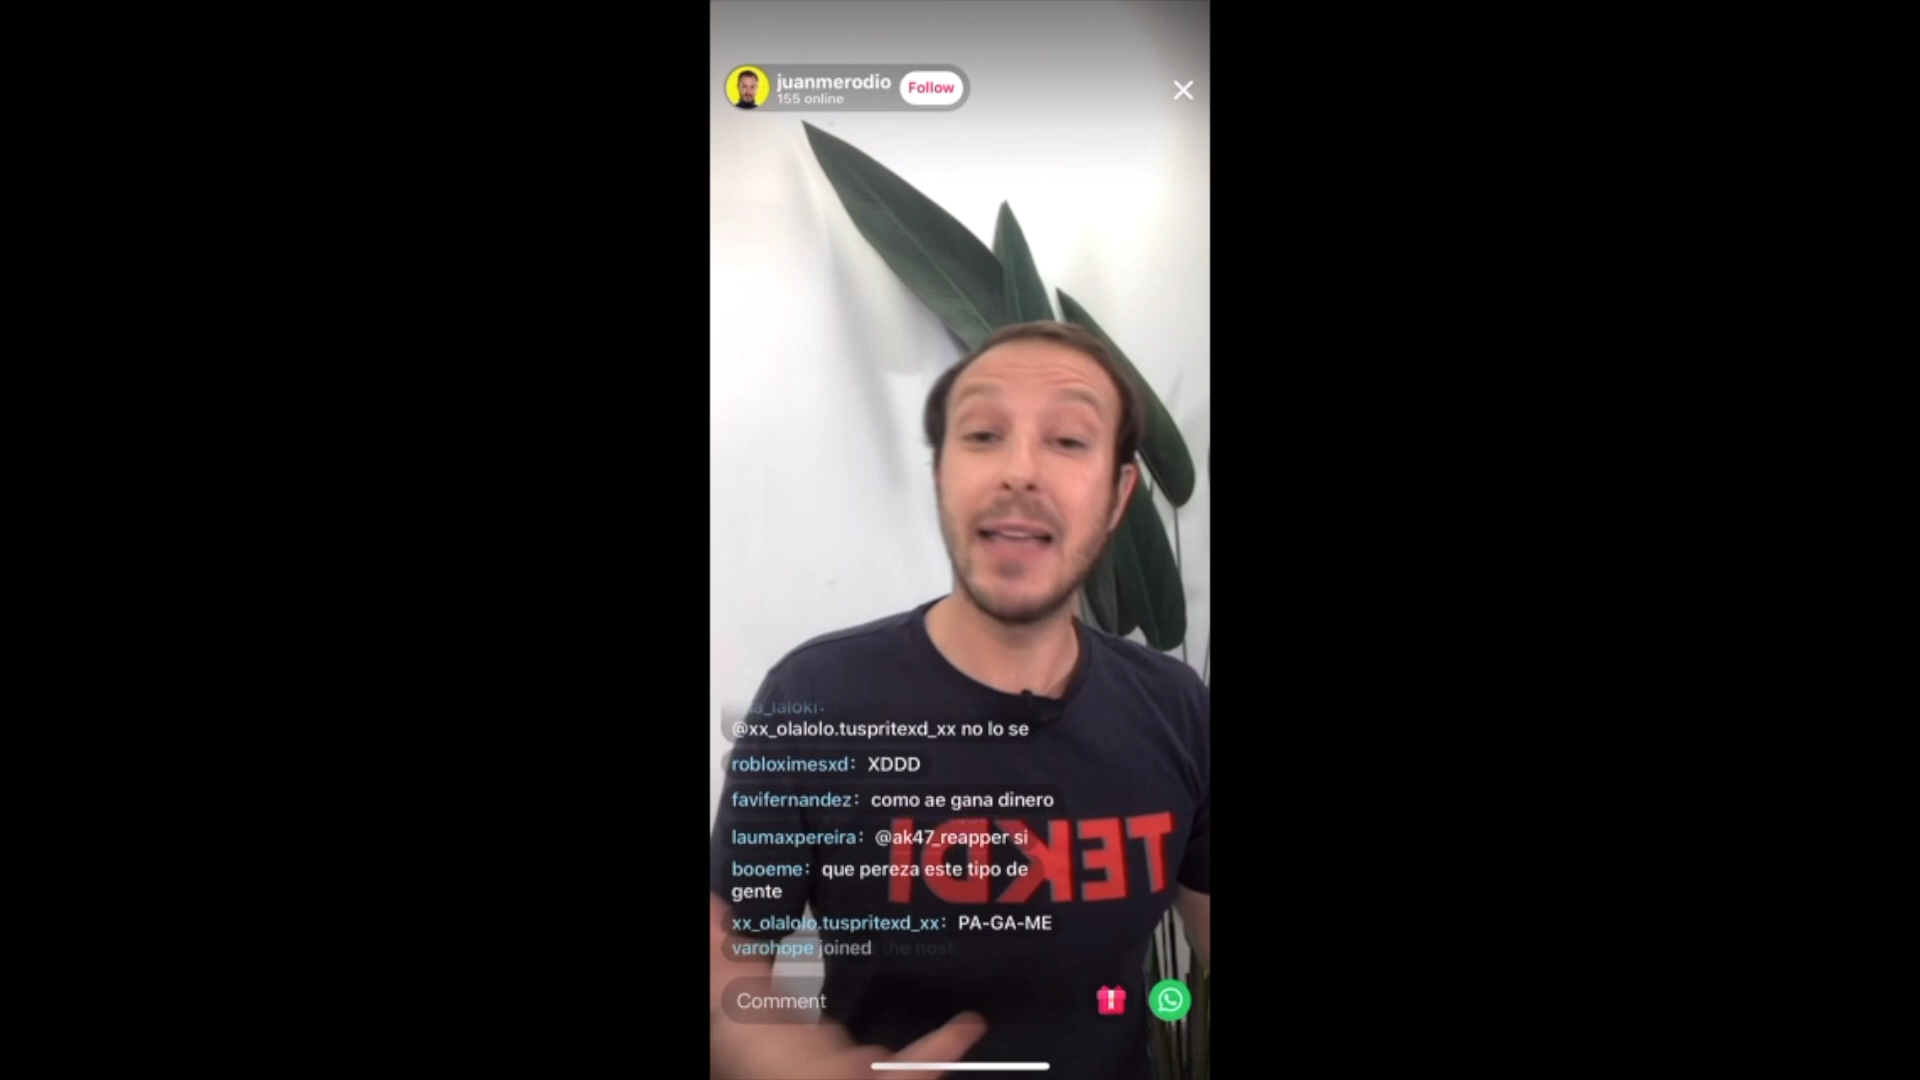 juanmerodio
155 online
Follow
@xx_olalolo.tuspritexd_xx no lo se
robloximesxd: XDDD
favifernandez: como ae gana dinero
laumaxpereira: @ak47_reapper si
booeme: que pereza este tipo de
gente
xx_olalolo.tuspritexd_xx: PA-GA-ME
varohope joined
TEKDI
Comment